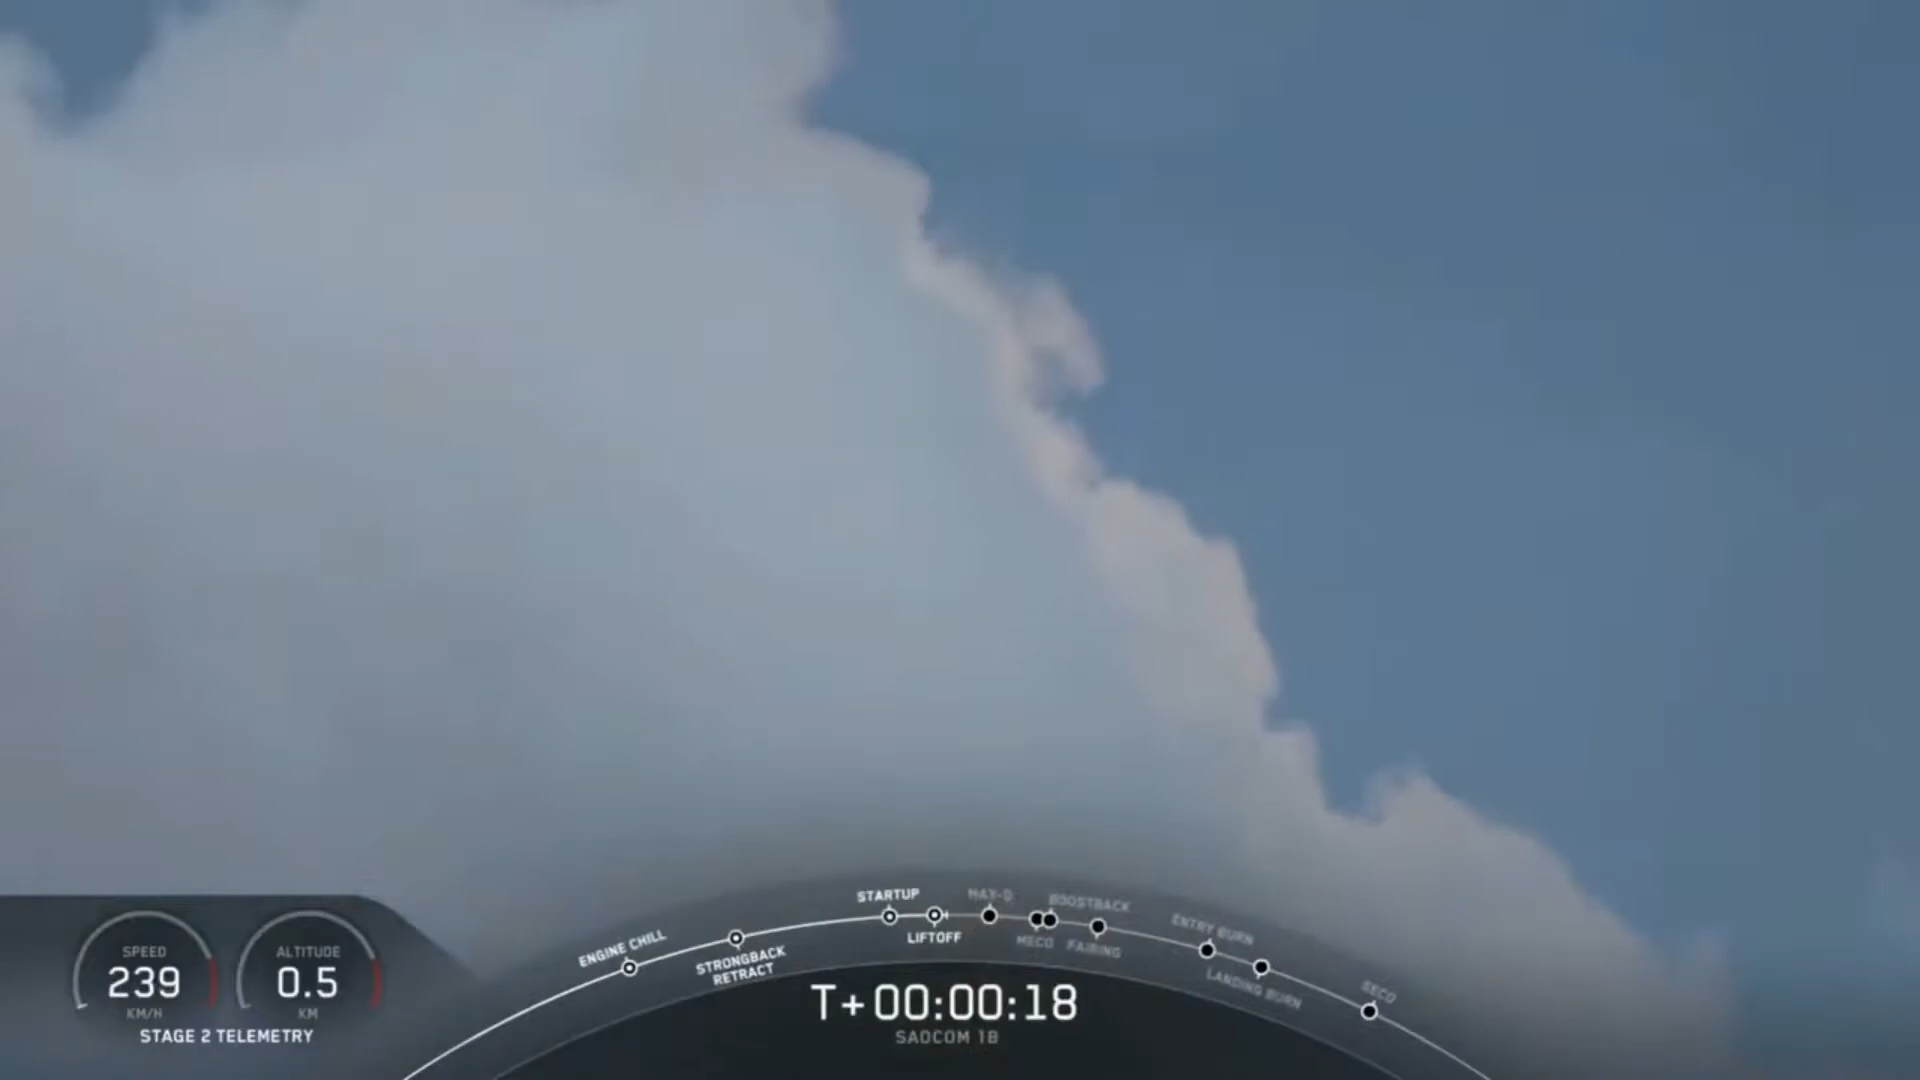 STARTUP
MAX-Q
BOOSTBACK
ENGINE CHILL
STRONGBACK
RETRACT
LIFTOFF
MECO
FAIRING
ENTRY BURN
LANDING BURN
SECO
SPEED
239
KM/H
ALTITUDE
0.5
KM
STAGE 2 TELEMETRY
T+00:00:18
SAOCOM 1B